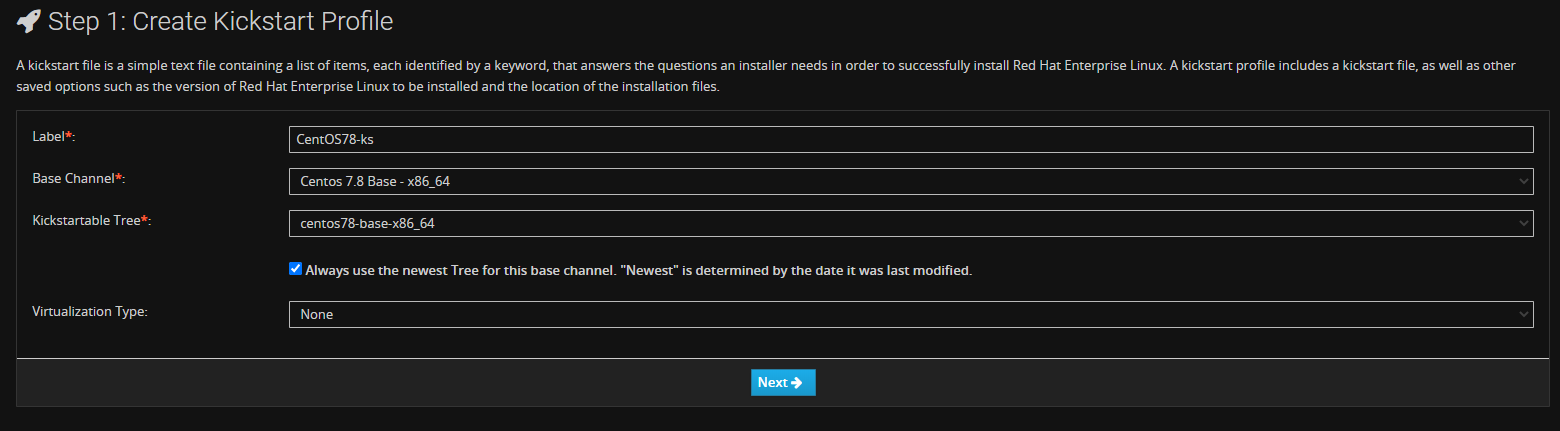 Step 1: Create Kickstart Profile
A kickstart file is a simple text file containing a list of items, each identified by a keyword, that answers the questions an installer needs in order to successfully install Red Hat Enterprise Linux. A kickstart profile includes a kickstart file, as well as other
saved options such as the version of Red Hat Enterprise Linux to be installed and the location of the installation files.
Label*: CentOS78-ks
Base Channel*: Centos 7.8 Base - x86_64
Kickstartable Tree*: centos78-base-x86_64
Always use the newest Tree for this base channel. "Newest" is determined by the date it was last modified.
Virtualization Type: None
Next